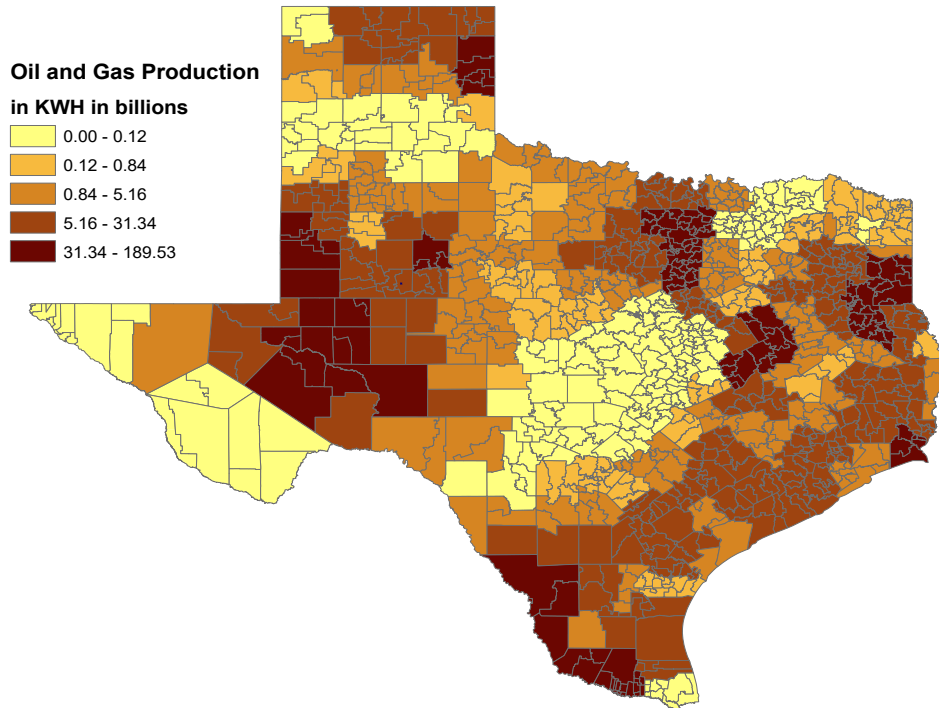 Oil and Gas Production
in KWH in billions
0.00 - 0.12
0.12 - 0.84
0.84 - 5.16
5.16 - 31.34
31.34 - 189.53